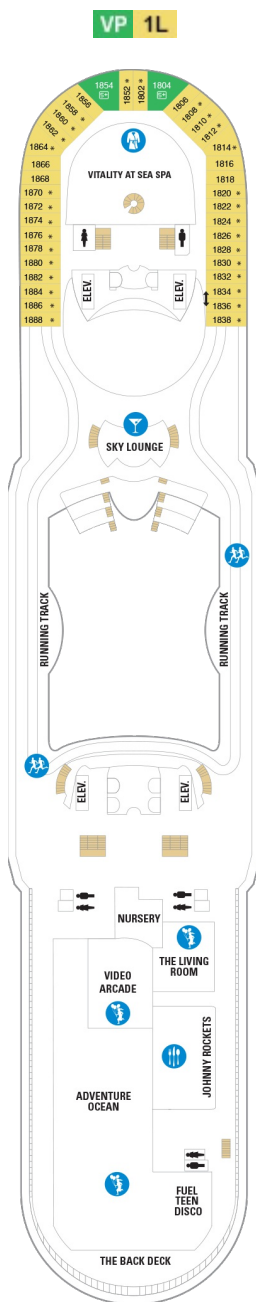 VP 1L
1854
1852 *
1802 *
1804
1856
1858 *
1860 *
1862 *
1864 *
1866
1868
1870 *
1872 *
1874 *
1876 *
1878 *
1880 *
1882 *
1884 *
1886 *
1888 *
1806
1808 *
1810 *
1812 *
1814 *
1816
1818
1820 *
1822 *
1824 *
1826 *
1828 *
1830 *
1832 *
1834 *
1836 *
1838 *
VITALITY AT SEA SPA
ELEV.
ELEV.
SKY LOUNGE
RUNNING TRACK
RUNNING TRACK
ELEV.
ELEV.
NURSERY
THE LIVING
ROOM
VIDEO
ARCADE
JOHNNY ROCKETS
ADVENTURE
OCEAN
FUEL
TEEN
DISCO
THE BACK DECK